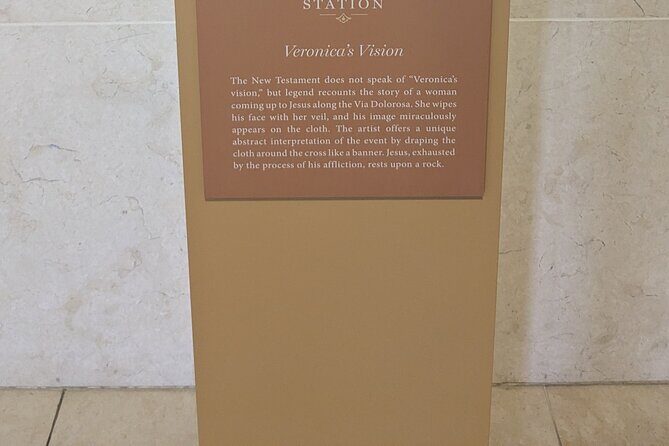 STATION
Veronica's Vision
The New Testament does not speak of "Veronica's
vision," but legend recounts the story of a woman
coming up to Jesus along the Via Dolorosa. She wipes
his face with her veil, and his image miraculously
appears on the cloth. The artist offers a unique
abstract interpretation of the event by draping the
cloth around the cross like a banner. Jesus, exhausted
by the process of his affliction, rests upon a rock.